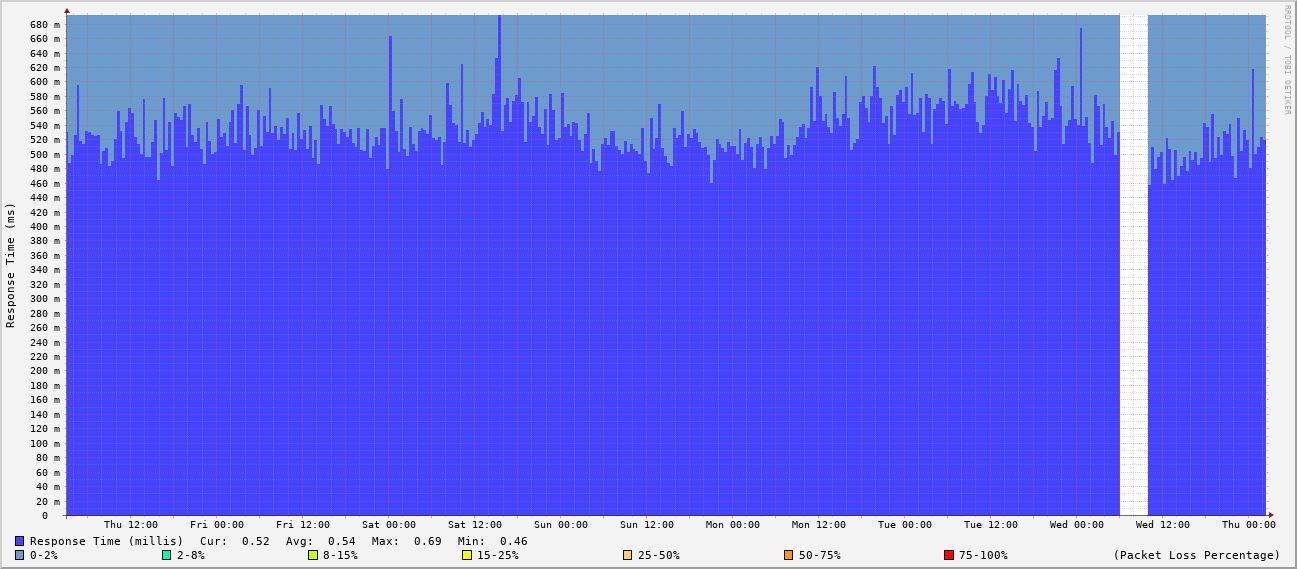 RRDTOOL / TOBI OETIKER
Response Time (ms)
680 m
660 m
640 m
620 m
600 m
580 m
560 m
540 m
520 m
500 m
480 m
460 m
440 m
420 m
400 m
380 m
360 m
340 m
320 m
300 m
280 m
260 m
240 m
220 m
200 m
180 m
160 m
140 m
120 m
100 m
80 m
60 m
40 m
20 m
0
Thu 12:00 Fri 00:00 Fri 12:00 Sat 00:00 Sat 12:00 Sun 00:00 Sun 12:00 Mon 00:00 Mon 12:00 Tue 00:00 Tue 12:00 Wed 00:00 Wed 12:00 Thu 00:00
Response Time (millis) Cur: 0.52 Avg: 0.54 Max: 0.69 Min: 0.46
0-2% 2-8% 8-15% 15-25% 25-50% 50-75% 75-100% (Packet Loss Percentage)